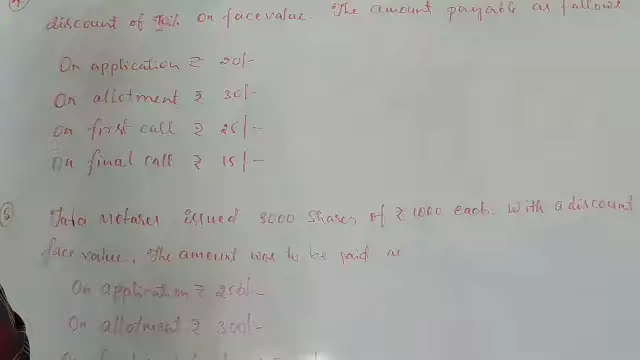 discount of 10% on face value. The amount payable as follows
On application ₹ 20/-
On allotment ₹ 30/-
On first call ₹ 25/-
On final call ₹ 15/-
5 Tata Motars issued 3000 shares of ₹ 1000 each. With a discount
face value. The amount was to be paid as
On application ₹ 250/-
On allotment ₹ 300/-